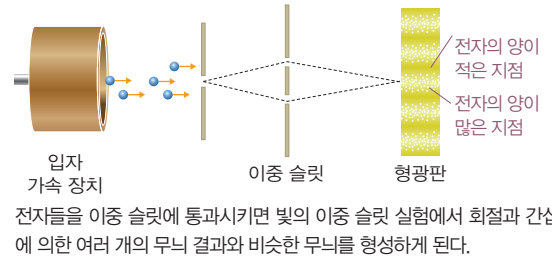 전자의 양이
적은 지점
전자의 양이
많은 지점
입자
가속 장치
이중 슬릿
형광판
전자들을 이중 슬릿에 통과시키면 빛의 이중 슬릿 실험에서 회절과 간섭
에 의한 여러 개의 무늬 결과와 비슷한 무늬를 형성하게 된다.